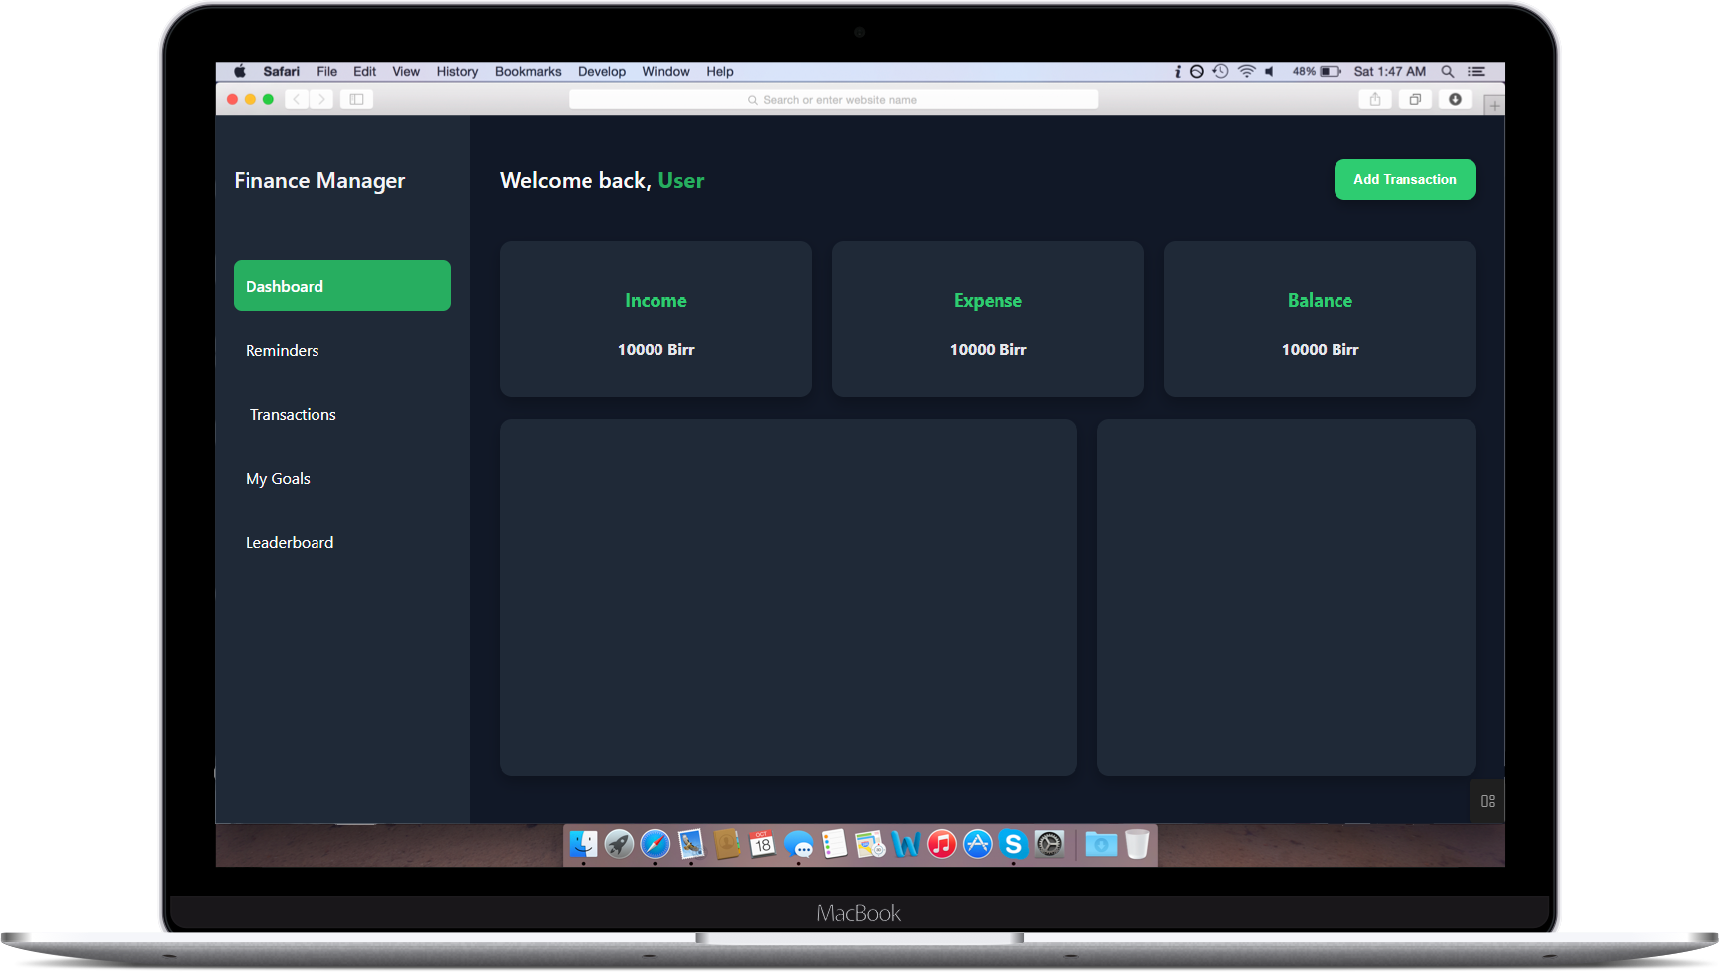 Safari File Edit View History Bookmarks Develop Window Help 48% Sat 1:47 AM
Search or enter website name
Finance Manager
Welcome back, User
Add Transaction
Dashboard
Reminders
Transactions
My Goals
Leaderboard
Income
10000 Birr
Expense
10000 Birr
Balance
10000 Birr
OCT
18
MacBook